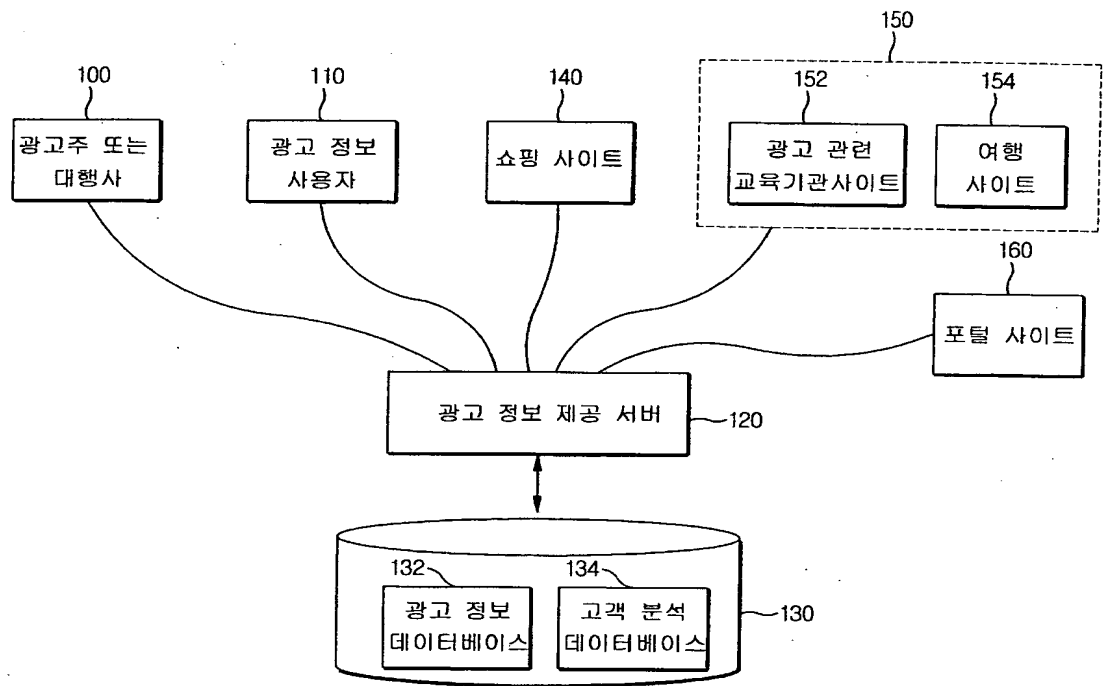 150
100
110
140
152
154
광고주 또는
대행사
광고 정보
사용자
쇼핑 사이트
광고 관련
교육기관사이트
여행
사이트
160
포털 사이트
광고 정보 제공 서버
120
132
134
광고 정보
데이터베이스
고객 분석
데이터베이스
130